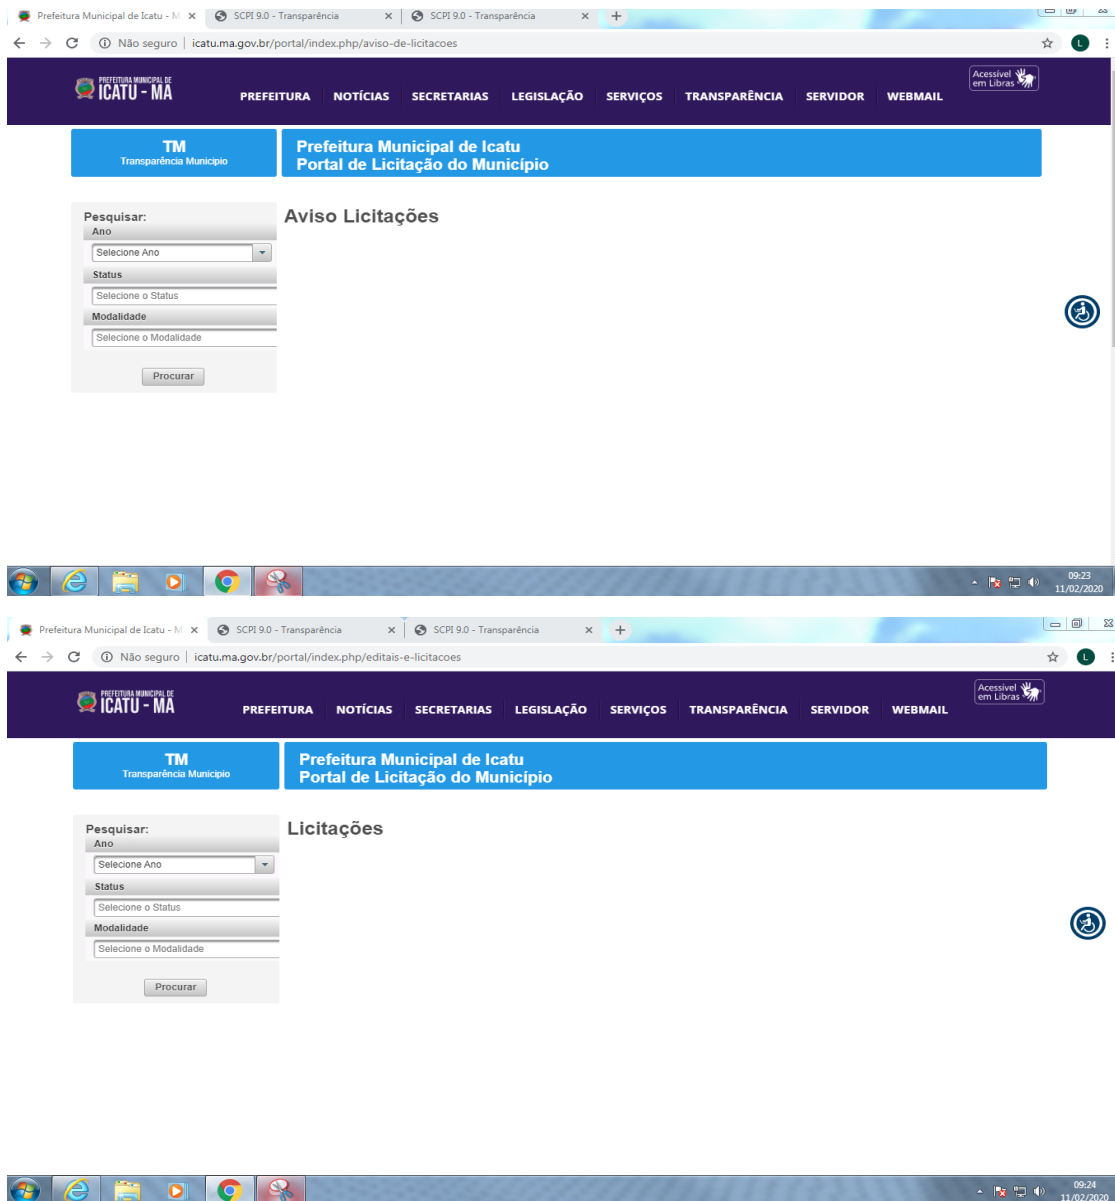 Prefeitura Municipal de Icatu - M
SCPI 9.0 - Transparência
SCPI 9.0 - Transparência
Não seguro | icatu.ma.gov.br/portal/index.php/aviso-de-licitacoes
L
PREFEITURA MUNICIPAL DE
ICATU - MA
PREFEITURA NOTÍCIAS SECRETARIAS LEGISLAÇÃO SERVIÇOS TRANSPARÊNCIA SERVIDOR WEBMAIL
Acessível
em Libras
TM
Transparência Município
Prefeitura Municipal de Icatu
Portal de Licitação do Município
Pesquisar:
Ano
Selecione Ano
Status
Selecione o Status
Modalidade
Selecione o Modalidade
Procurar
Aviso Licitações
09:23
11/02/2020
Prefeitura Municipal de Icatu - M
SCPI 9.0 - Transparência
SCPI 9.0 - Transparência
Não seguro | icatu.ma.gov.br/portal/index.php/editais-e-licitacoes
L
PREFEITURA MUNICIPAL DE
ICATU - MA
PREFEITURA NOTÍCIAS SECRETARIAS LEGISLAÇÃO SERVIÇOS TRANSPARÊNCIA SERVIDOR WEBMAIL
Acessível
em Libras
TM
Transparência Município
Prefeitura Municipal de Icatu
Portal de Licitação do Município
Pesquisar:
Ano
Selecione Ano
Status
Selecione o Status
Modalidade
Selecione o Modalidade
Procurar
Licitações
09:24
11/02/2020